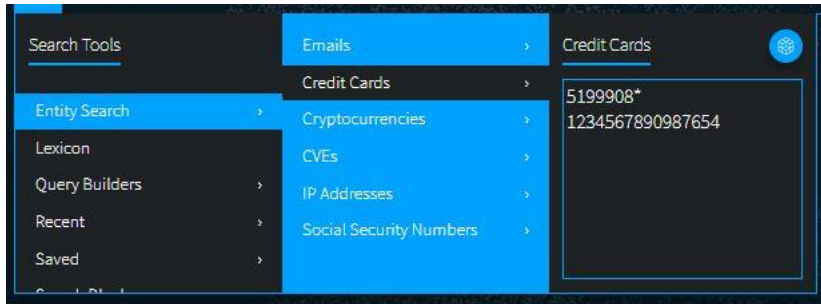 Search Tools
Entity Search
Lexicon
Query Builders
Recent
Saved
Emails
Credit Cards
Cryptocurrencies
CVEs
IP Addresses
Social Security Numbers
Credit Cards
5199908*
1234567890987654